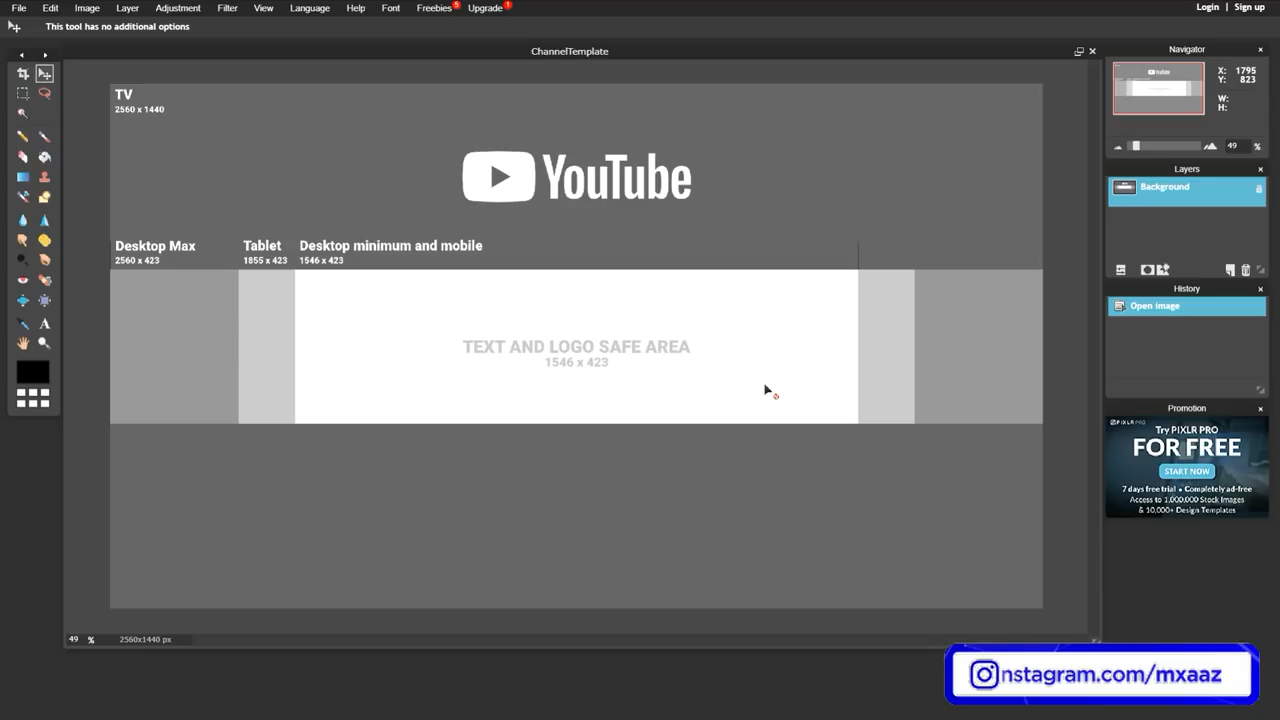 File Edit Image Layer Adjustment Filter View Language Help Font Freebies 5 Upgrade 1 Login | Sign up
This tool has no additional options
ChannelTemplate
Navigator
X: 1795
Y: 823
W:
H:
49 %
TV
2560 x 1440
YouTube
Layers
Background
Desktop Max Tablet Desktop minimum and mobile
2560 x 423 1855 x 423 1546 x 423
TEXT AND LOGO SAFE AREA
1546 x 423
History
Open image
Promotion
PIXLR PRO
Try PIXLR PRO
FOR FREE
START NOW
7 days free trial • Completely ad-free
Access to 1,000,000 Stock Images
& 10,000+ Design Templates
A
49 % 2560x1440 px
nstagram.com/mxaaz